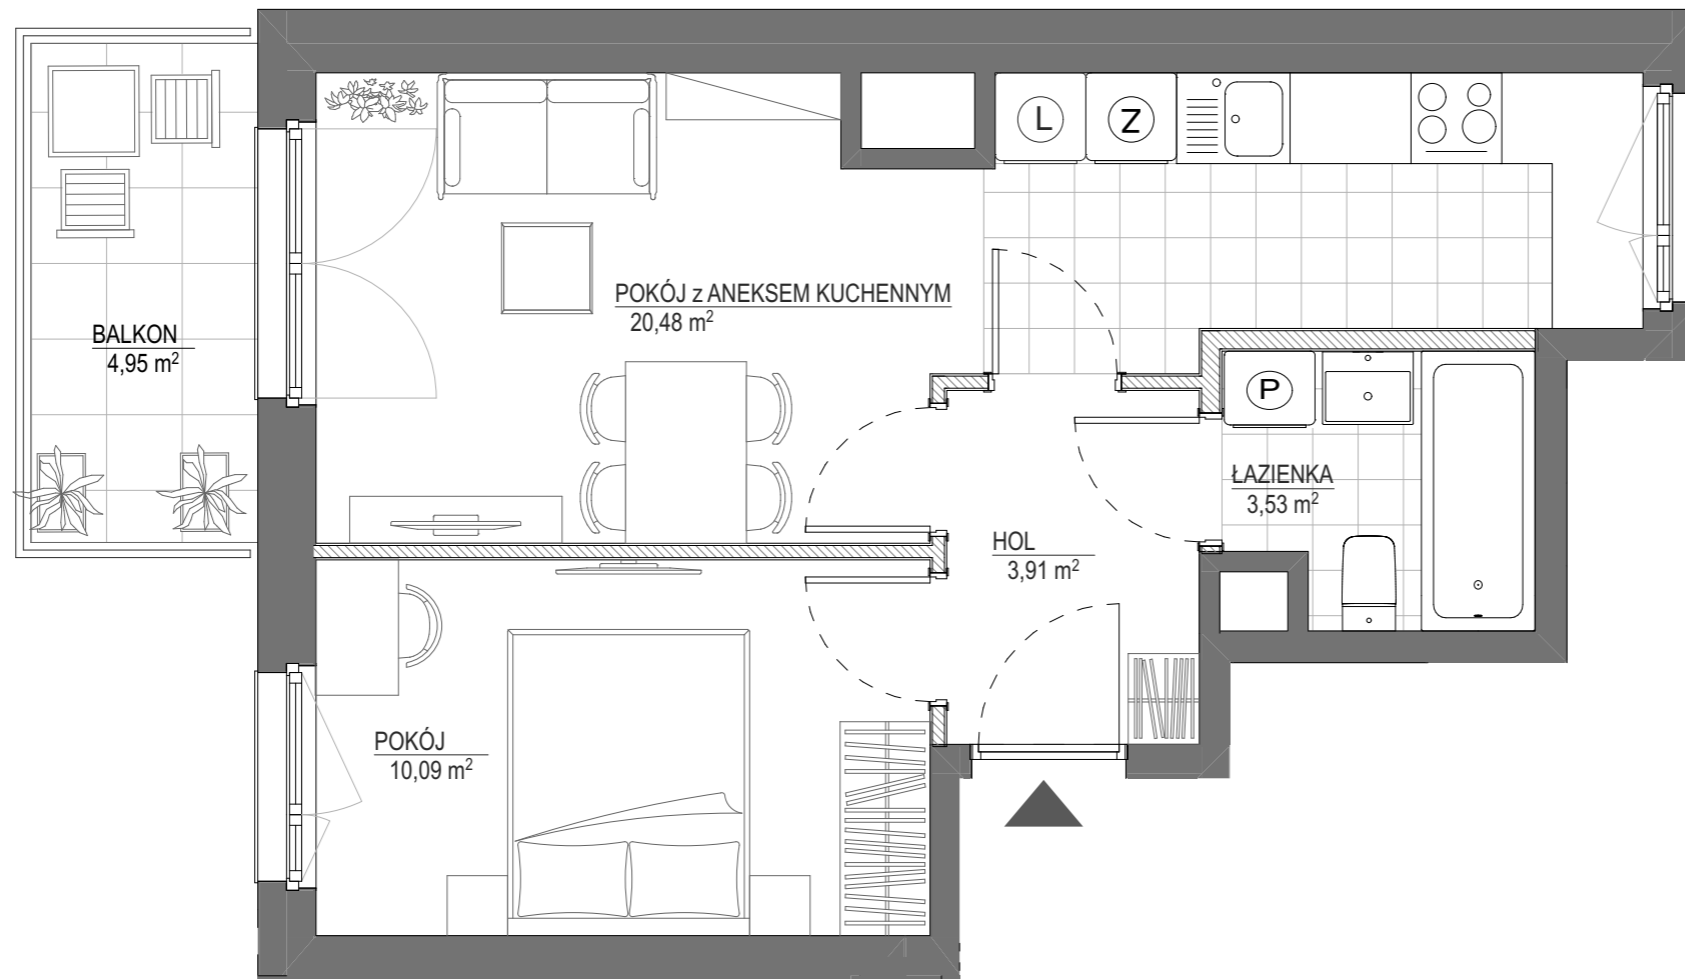 L
Z
POKÓJ z ANEKSEM KUCHENNYM
20,48 m²
BALKON
4,95 m²
P
ŁAZIENKA
3,53 m²
HOL
3,91 m²
POKÓJ
10,09 m²